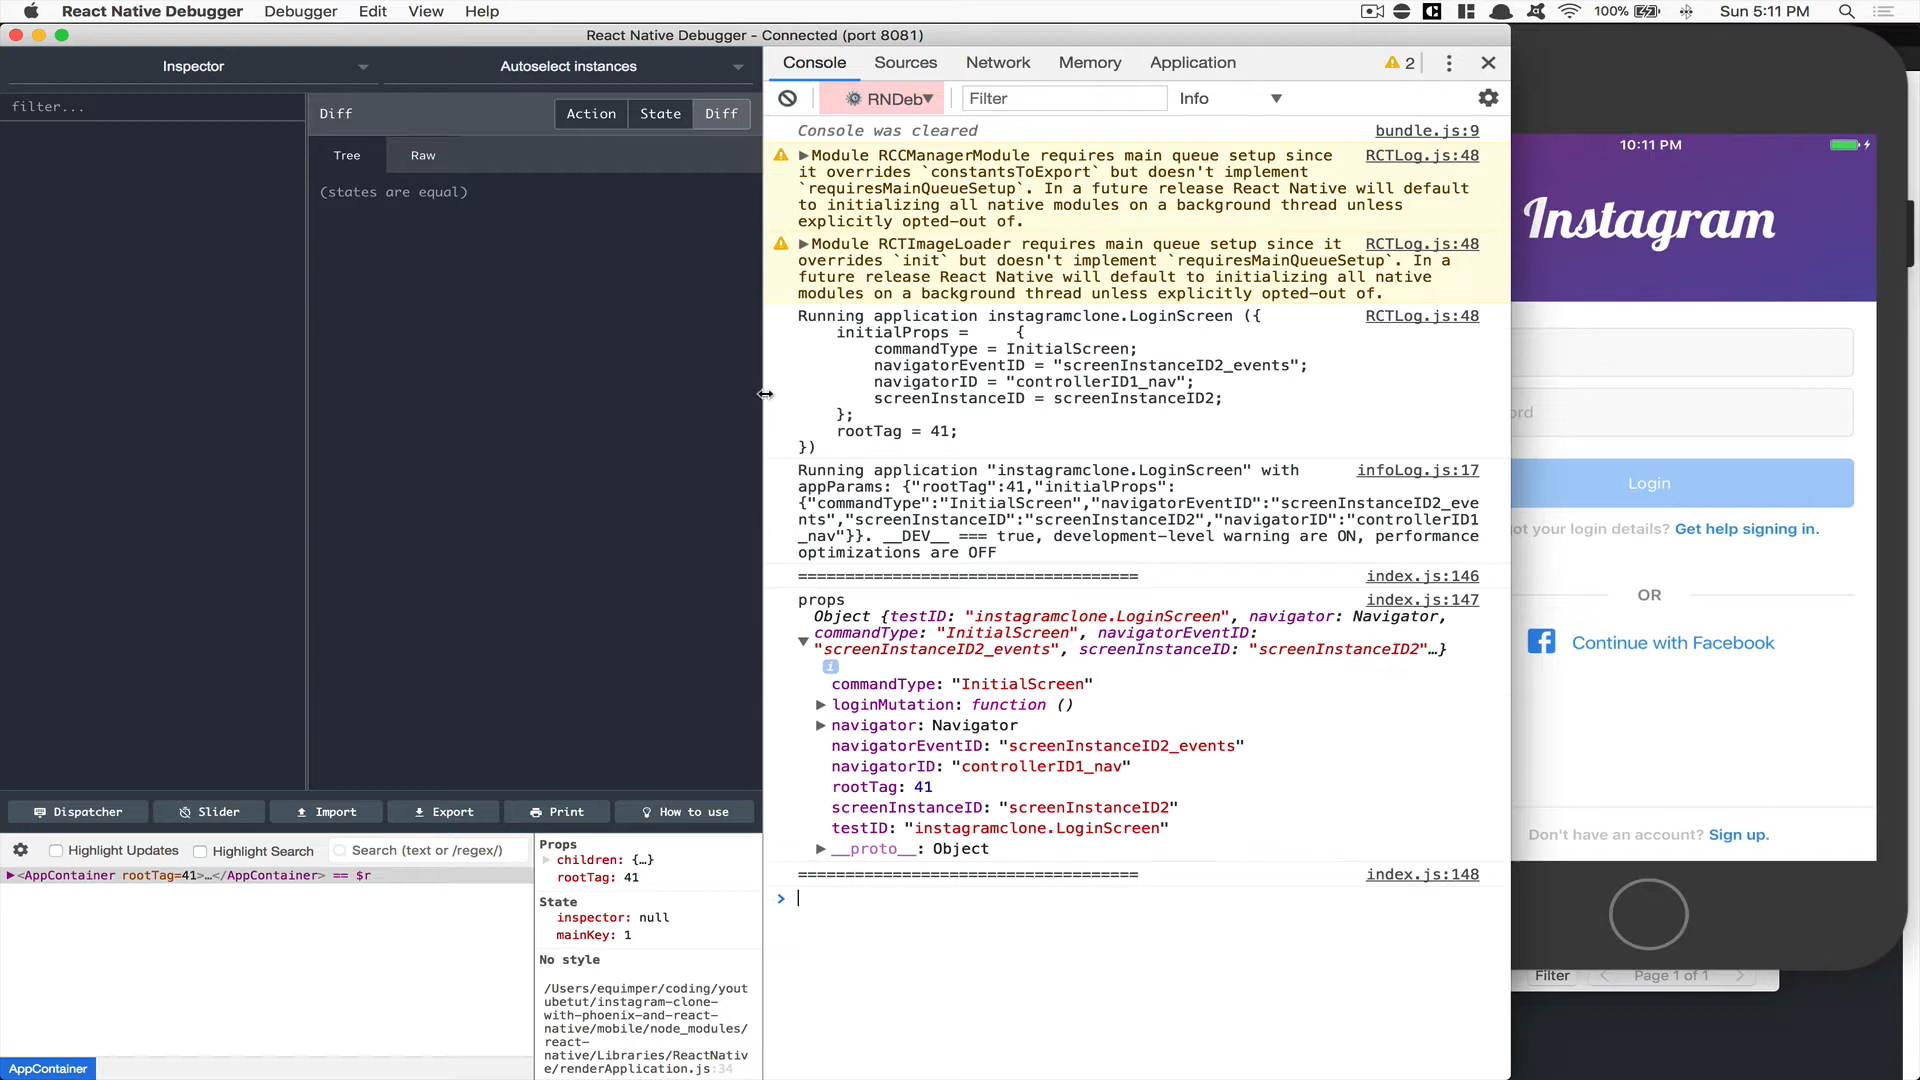 React Native Debugger Debugger Edit View Help
100% Sun 5:11 PM
React Native Debugger - Connected (port 8081)
Inspector
Autoselect instances
filter...
Diff
Action State Diff
Tree Raw
(states are equal)
Dispatcher Slider Import Export Print How to use
Highlight Updates Highlight Search Search (text or /regex/)
▶<AppContainer rootTag=41>…</AppContainer> == $r
AppContainer
Props
children: {…}
rootTag: 41
State
inspector: null
mainKey: 1
No style
/Users/equimper/coding/yout
ubetut/instagram-clone-
with-phoenix-and-react-
native/mobile/node_modules/
react-
native/Libraries/ReactNativ
e/renderApplication.js:34
Console Sources Network Memory Application
2
RNDeb▼ Filter Info ▼
Console was cleared bundle.js:9
▶Module RCCManagerModule requires main queue setup since RCTLog.js:48
it overrides `constantsToExport` but doesn't implement
`requiresMainQueueSetup`. In a future release React Native will default
to initializing all native modules on a background thread unless
explicitly opted-out of.
▶Module RCTImageLoader requires main queue setup since it RCTLog.js:48
overrides `init` but doesn't implement `requiresMainQueueSetup`. In a
future release React Native will default to initializing all native
modules on a background thread unless explicitly opted-out of.
Running application instagramclone.LoginScreen ({ RCTLog.js:48
initialProps = {
commandType = InitialScreen;
navigatorEventID = "screenInstanceID2_events";
navigatorID = "controllerID1_nav";
screenInstanceID = screenInstanceID2;
};
rootTag = 41;
})
Running application "instagramclone.LoginScreen" with infoLog.js:17
appParams: {"rootTag":41,"initialProps":
{"commandType":"InitialScreen","navigatorEventID":"screenInstanceID2_eve
nts","screenInstanceID":"screenInstanceID2","navigatorID":"controllerID1
_nav"}}. __DEV__ === true, development-level warning are ON, performance
optimizations are OFF
==================================== index.js:146
props index.js:147
Object {testID: "instagramclone.LoginScreen", navigator: Navigator,
commandType: "InitialScreen", navigatorEventID:
"screenInstanceID2_events", screenInstanceID: "screenInstanceID2"…}
i
commandType: "InitialScreen"
▶ loginMutation: function ()
▶ navigator: Navigator
navigatorEventID: "screenInstanceID2_events"
navigatorID: "controllerID1_nav"
rootTag: 41
screenInstanceID: "screenInstanceID2"
testID: "instagramclone.LoginScreen"
▶ __proto__: Object
==================================== index.js:148
>
10:11 PM
Instagram
ord
Login
ot your login details? Get help signing in.
OR
Continue with Facebook
Don't have an account? Sign up.
Filter < Page 1 of 1 >